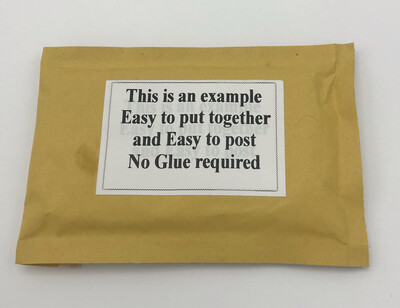 This is an example
Easy to put together
and Easy to post
No Glue required